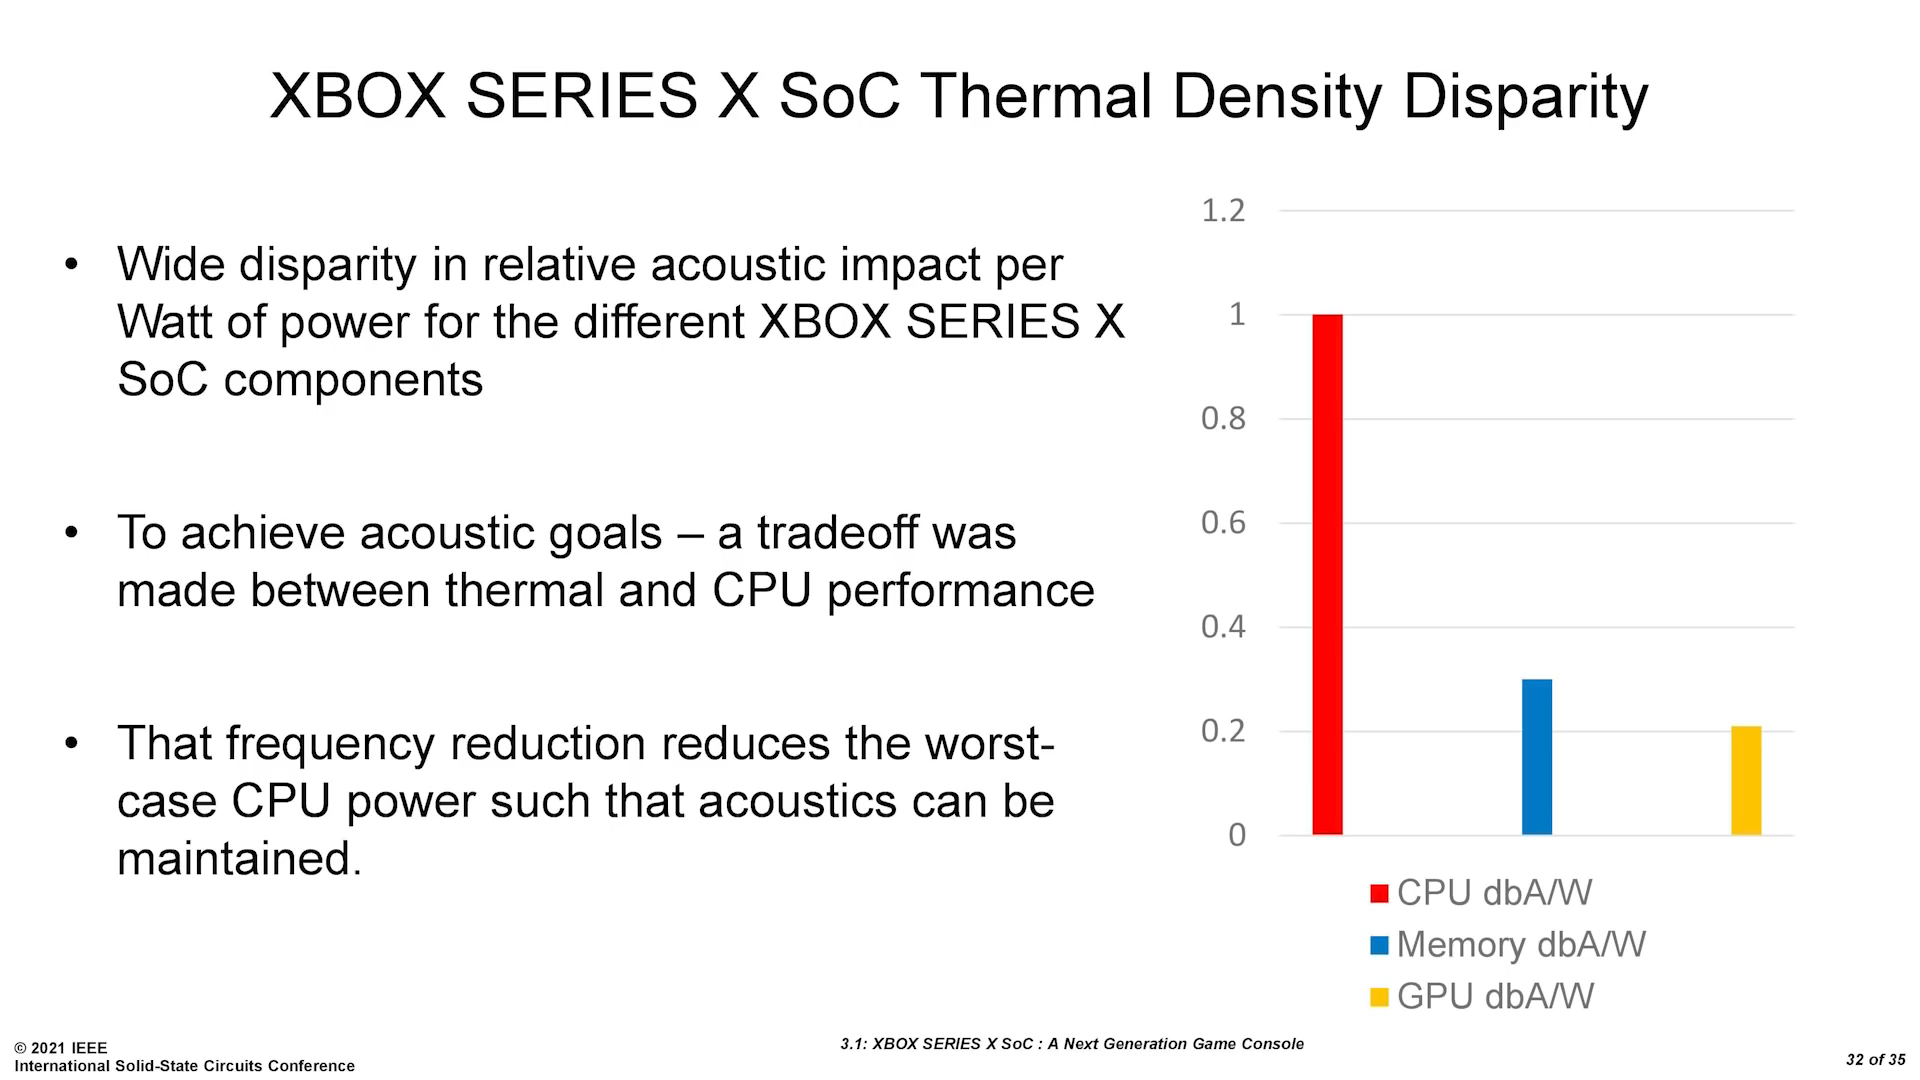 XBOX SERIES X SoC Thermal Density Disparity
• Wide disparity in relative acoustic impact per
Watt of power for the different XBOX SERIES X
SoC components
• To achieve acoustic goals – a tradeoff was
made between thermal and CPU performance
• That frequency reduction reduces the worst-
case CPU power such that acoustics can be
maintained.
1.2
1
0.8
0.6
0.4
0.2
0
CPU dbA/W
Memory dbA/W
GPU dbA/W
© 2021 IEEE
International Solid-State Circuits Conference
3.1: XBOX SERIES X SoC : A Next Generation Game Console
32 of 35